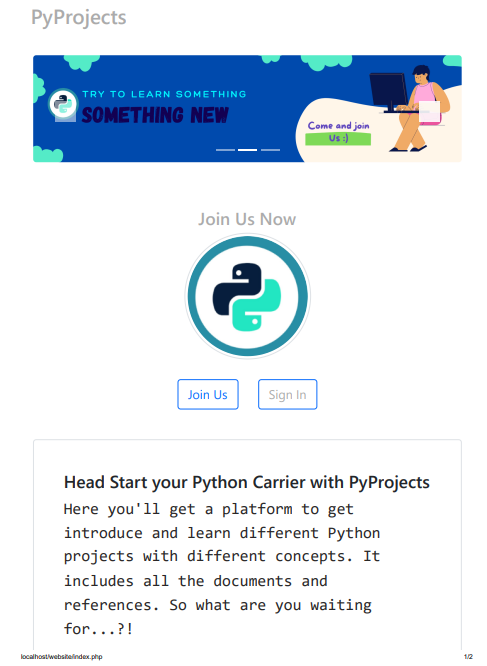 PyProjects
TRY TO LEARN SOMETHING
SOMETHING NEW
Come and join
Us :)
Join Us Now
Join Us
Sign In
Head Start your Python Carrier with PyProjects
Here you'll get a platform to get
introduce and learn different Python
projects with different concepts. It
includes all the documents and
references. So what are you waiting
for...?!
localhost/website/index.php
1/2